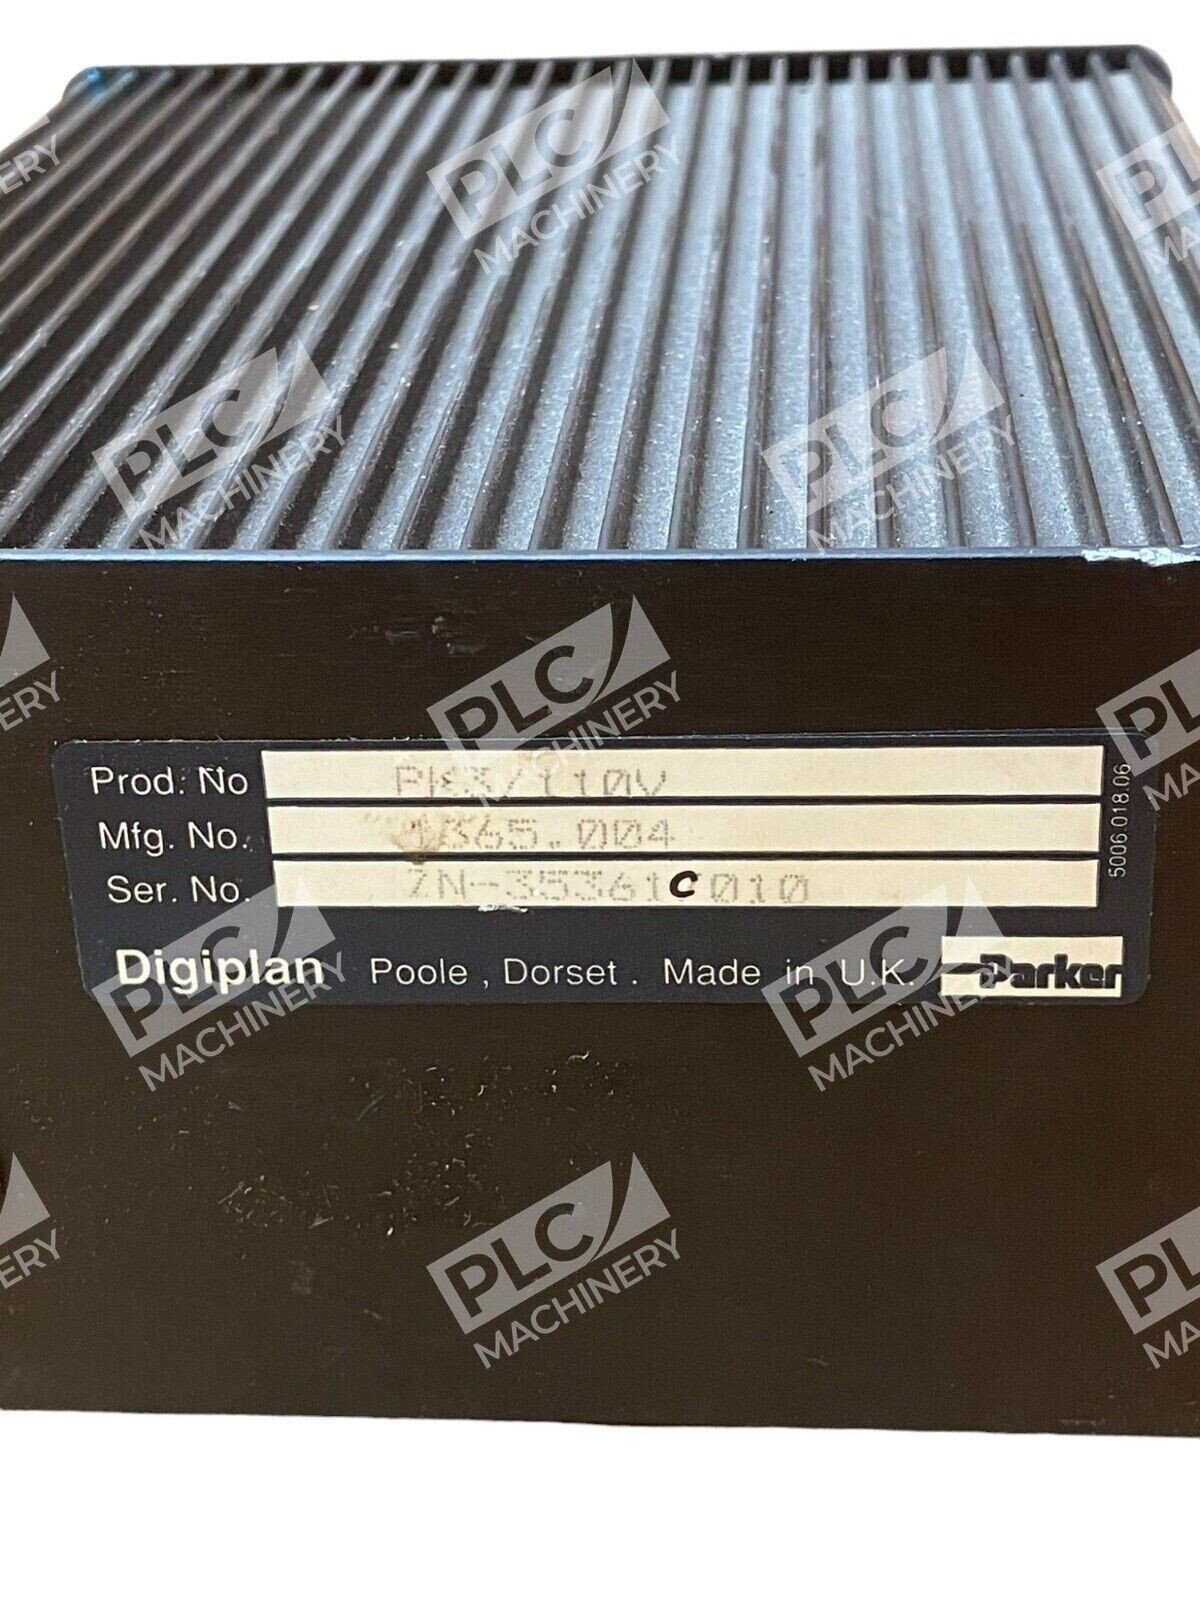 PLC MACHINERY
Prod. No PK3/110V
Mfg. No. 1365.004
Ser. No. ZN-35361C010
5006.018.06
Digiplan Poole, Dorset. Made in U.K. Parker